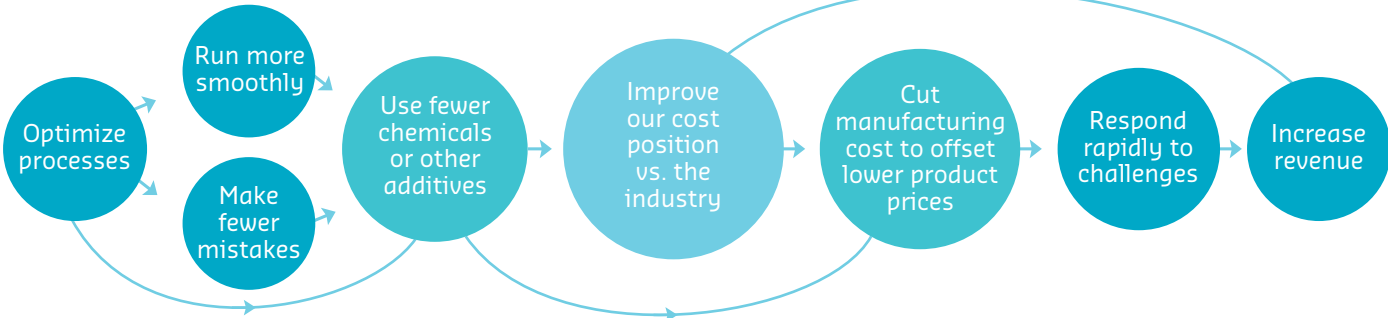 Optimize
processes
Run more
smoothly
Make
fewer
mistakes
Use fewer
chemicals
or other
additives
Improve
our cost
position
vs. the
industry
Cut
manufacturing
cost to offset
lower product
prices
Respond
rapidly to
challenges
Increase
revenue